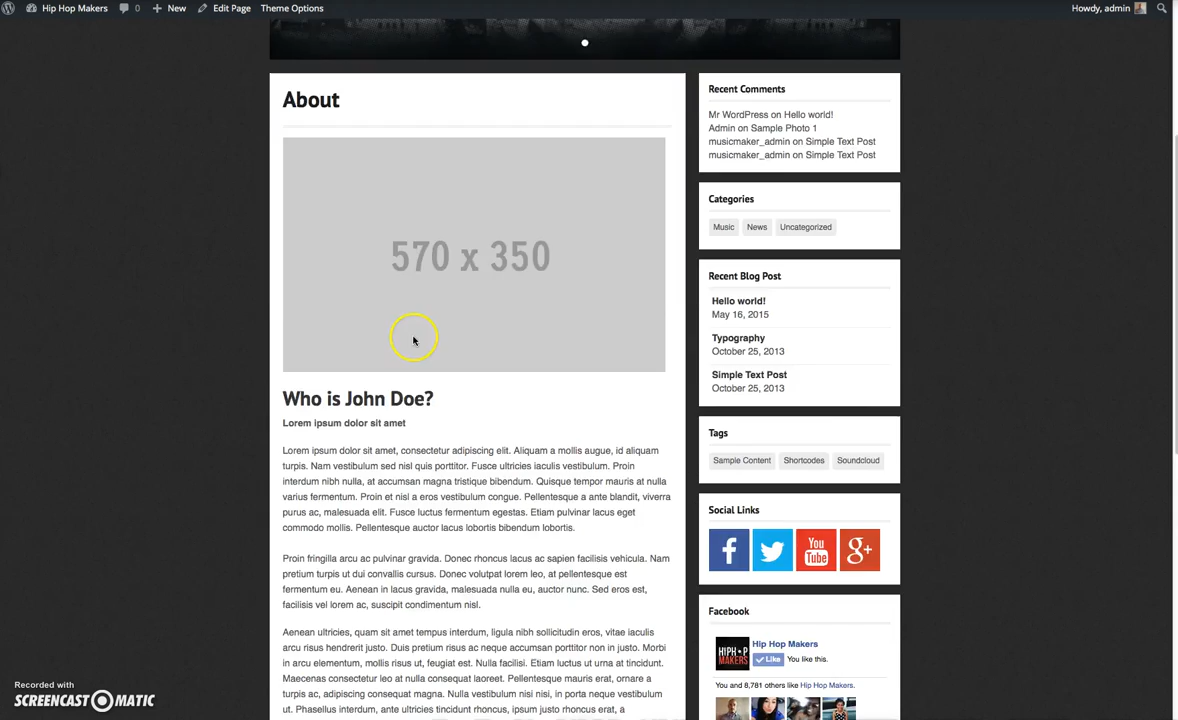 Hip Hop Makers 0 New Edit Page Theme Options Howdy, admin
About
570 x 350
Who is John Doe?
Lorem ipsum dolor sit amet
Lorem ipsum dolor sit amet, consectetur adipiscing elit. Aliquam a mollis augue, id aliquam
turpis. Nam vestibulum sed nisl quis porttitor. Fusce ultricies iaculis vestibulum. Proin
interdum nibh nulla, at accumsan magna tristique bibendum. Quisque tempor mauris at nulla
varius fermentum. Proin et nisi a eros vestibulum congue. Pellentesque a ante blandit, viverra
purus ac, malesuada elit. Fusce luctus fermentum egestas. Etiam pulvinar lacus eget
commodo mollis. Pellentesque auctor lacus lobortis bibendum lobortis.
Proin fringilla arcu ac pulvinar gravida. Donec rhoncus lacus ac sapien facilisis vehicula. Nam
pretium turpis ut dui convallis cursus. Donec volutpat lorem leo, at pellentesque est
fermentum eu. Aenean in lacus gravida, malesuada nulla eu, auctor nunc. Sed eros est,
facilisis vel lorem ac, suscipit condimentum nisl.
Aenean ultricies, quam sit amet tempus interdum, ligula nibh sollicitudin eros, vitae iaculis
arcu risus hendrerit justo. Duis pretium risus ac neque accumsan porttitor non in justo. Morbi
in arcu elementum, mollis risus ut, feugiat est. Nulla facilisi. Etiam luctus ut urna at tincidunt.
Maecenas consectetur leo at nulla consequat laoreet. Pellentesque mauris erat, ornare a
turpis ac, adipiscing consequat magna. Nulla vestibulum nisi nisi, in porta neque vestibulum
ut. Phasellus interdum, ante ultricies tincidunt rhoncus, ipsum justo rhoncus erat, a
Recent Comments
Mr WordPress on Hello world!
Admin on Sample Photo 1
musicmaker_admin on Simple Text Post
musicmaker_admin on Simple Text Post
Categories
Music News Uncategorized
Recent Blog Post
Hello world!
May 16, 2015
Typography
October 25, 2013
Simple Text Post
October 25, 2013
Tags
Sample Content Shortcodes Soundcloud
Social Links
f You Tube g+
Facebook
HIPHOP
MAKERS
Hip Hop Makers
Like You like this.
You and 8,781 others like Hip Hop Makers.
Recorded with
SCREENCAST-O-MATIC